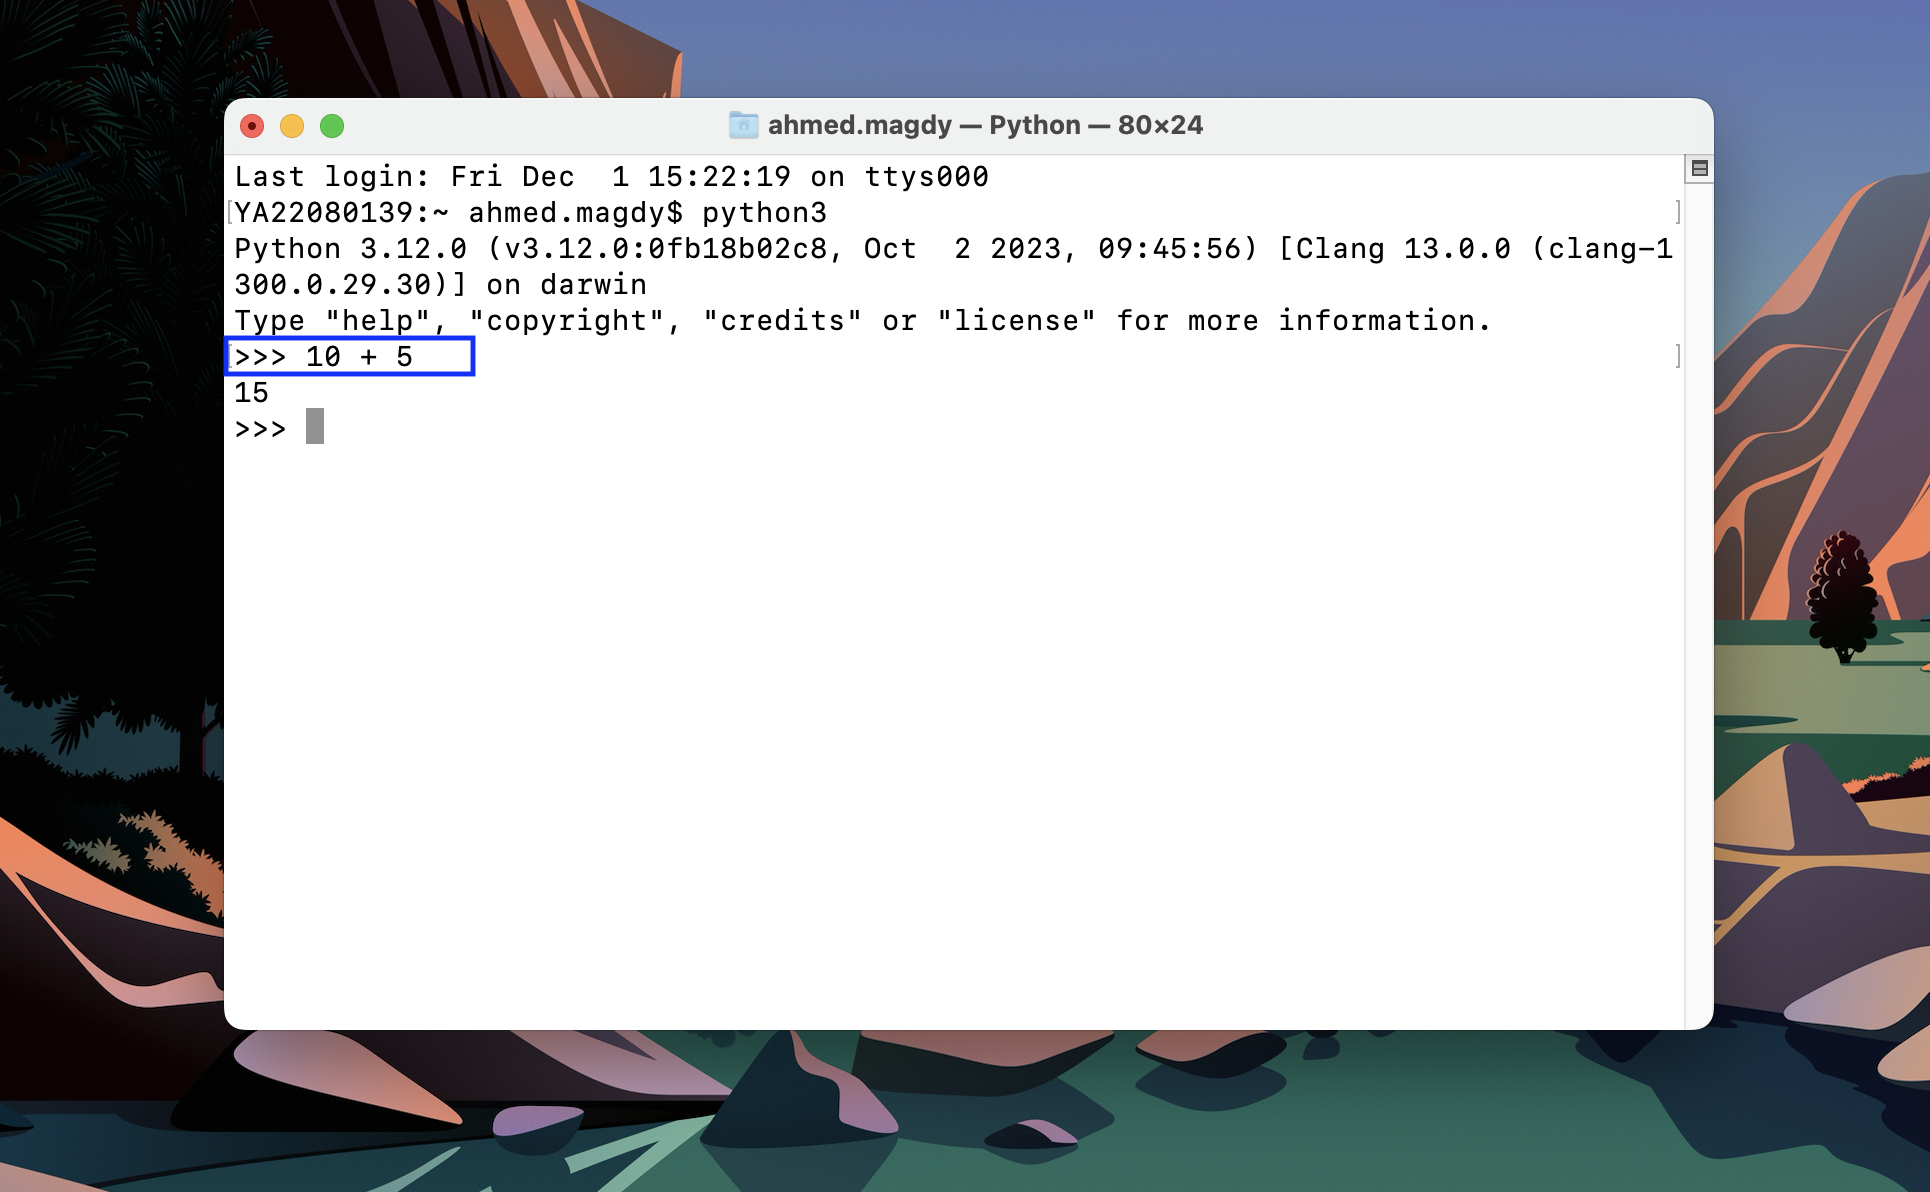 ahmed.magdy — Python — 80×24
Last login: Fri Dec  1 15:22:19 on ttys000
YA22080139:~ ahmed.magdy$ python3
Python 3.12.0 (v3.12.0:0fb18b02c8, Oct  2 2023, 09:45:56) [Clang 13.0.0 (clang-1
300.0.29.30)] on darwin
Type "help", "copyright", "credits" or "license" for more information.
>>> 10 + 5
15
>>>